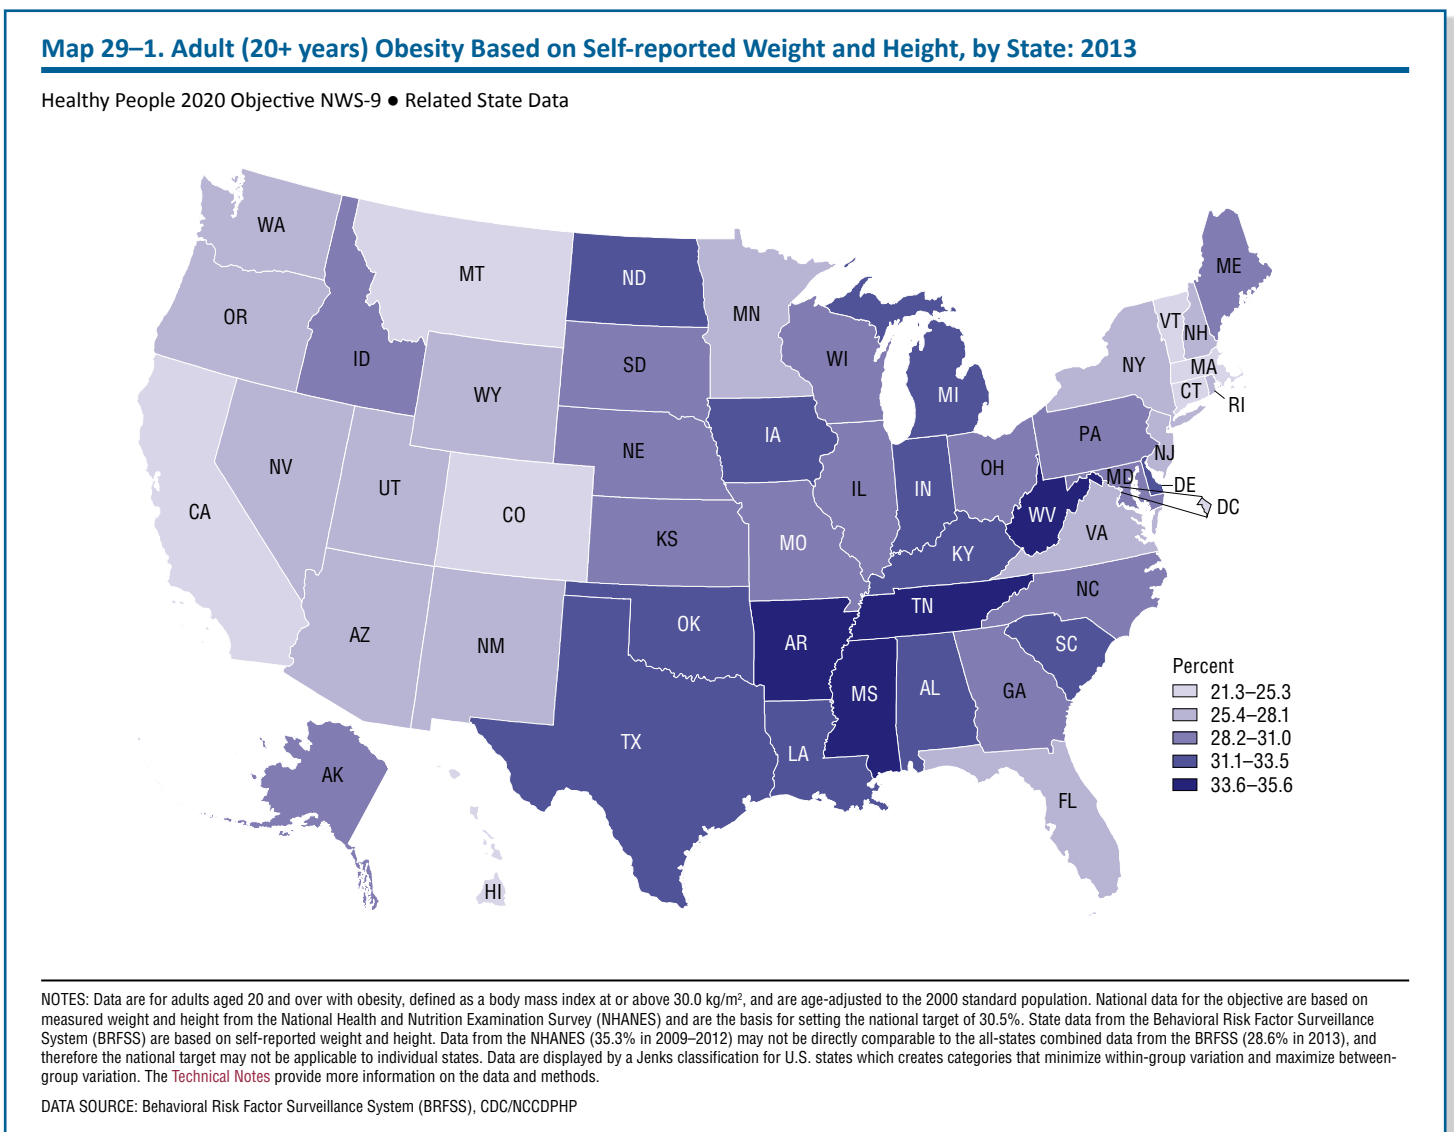 Map 29–1. Adult (20+ years) Obesity Based on Self-reported Weight and Height, by State: 2013
Healthy People 2020 Objective NWS-9 ● Related State Data
WA
MT
ND
MN
ME
OR
ID
SD
WI
VT
NH
WY
MI
NY
MA
CT
RI
NV
UT
CO
NE
IA
IL
IN
OH
PA
NJ
MD
DE
DC
CA
KS
MO
KY
WV
VA
AZ
NM
OK
AR
TN
NC
SC
TX
LA
MS
AL
GA
FL
AK
HI
Percent
21.3–25.3
25.4–28.1
28.2–31.0
31.1–33.5
33.6–35.6
NOTES: Data are for adults aged 20 and over with obesity, defined as a body mass index at or above 30.0 kg/m², and are age-adjusted to the 2000 standard population. National data for the objective are based on
measured weight and height from the National Health and Nutrition Examination Survey (NHANES) and are the basis for setting the national target of 30.5%. State data from the Behavioral Risk Factor Surveillance
System (BRFSS) are based on self-reported weight and height. Data from the NHANES (35.3% in 2009–2012) may not be directly comparable to the all-states combined data from the BRFSS (28.6% in 2013), and
therefore the national target may not be applicable to individual states. Data are displayed by a Jenks classification for U.S. states which creates categories that minimize within-group variation and maximize between-
group variation. The Technical Notes provide more information on the data and methods.
DATA SOURCE: Behavioral Risk Factor Surveillance System (BRFSS), CDC/NCCDPHP